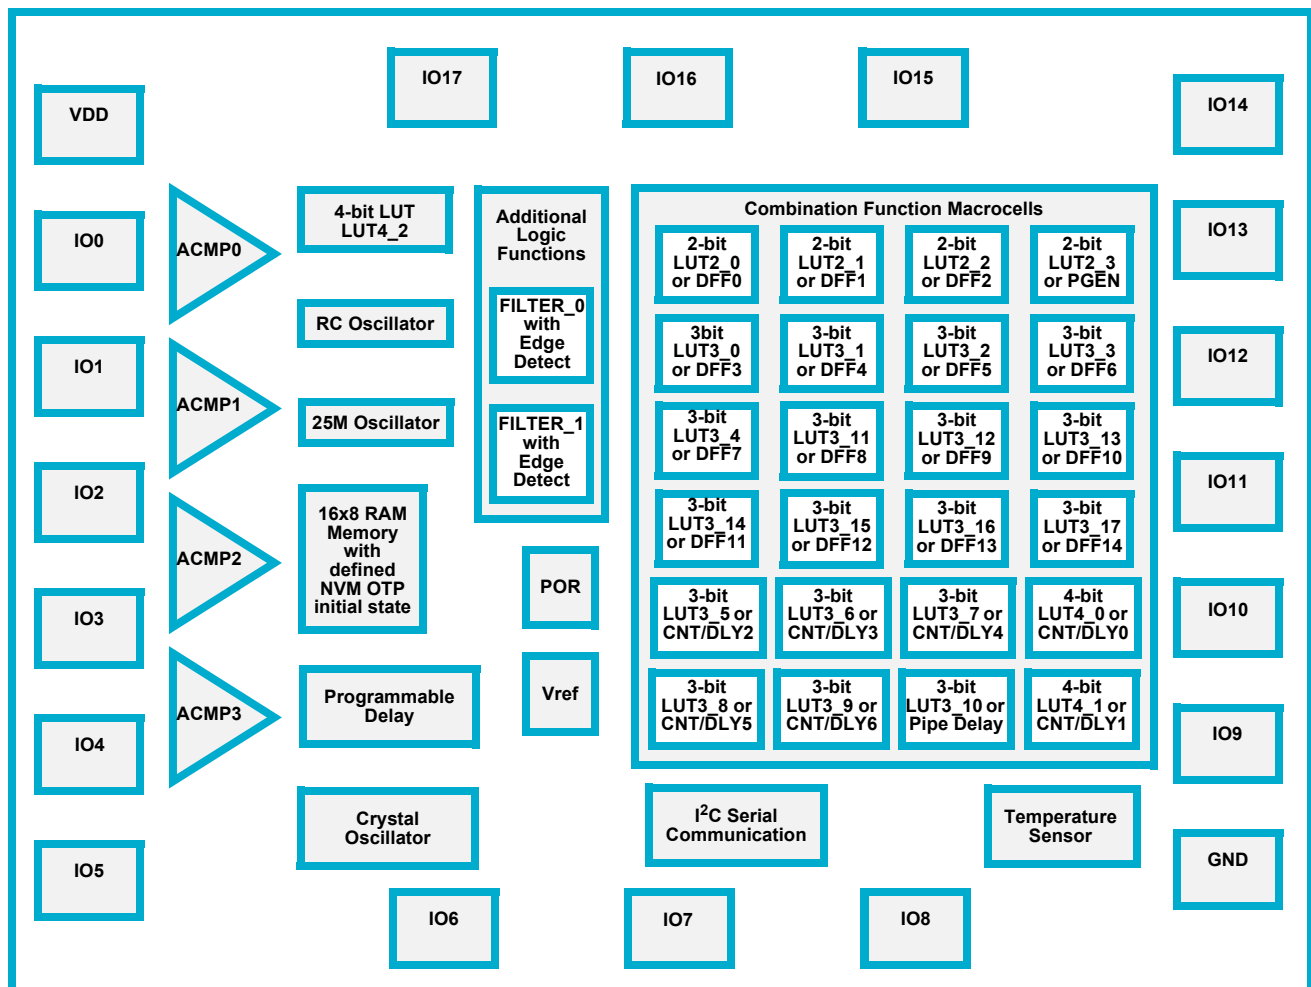 IO17
IO16
IO15
VDD
IO14
IO0
IO13
IO1
IO12
IO2
IO11
IO3
IO10
IO4
IO9
IO5
GND
IO6
IO7
IO8
ACMP0
ACMP1
ACMP2
ACMP3
4-bit LUT
LUT4_2
RC Oscillator
25M Oscillator
16x8 RAM
Memory
with
defined
NVM OTP
initial state
Programmable
Delay
Crystal
Oscillator
Additional
Logic
Functions
FILTER_0
with
Edge
Detect
FILTER_1
with
Edge
Detect
POR
Vref
Combination Function Macrocells
2-bit
LUT2_0
or DFF0
2-bit
LUT2_1
or DFF1
2-bit
LUT2_2
or DFF2
2-bit
LUT2_3
or PGEN
3bit
LUT3_0
or DFF3
3-bit
LUT3_1
or DFF4
3-bit
LUT3_2
or DFF5
3-bit
LUT3_3
or DFF6
3-bit
LUT3_4
or DFF7
3-bit
LUT3_11
or DFF8
3-bit
LUT3_12
or DFF9
3-bit
LUT3_13
or DFF10
3-bit
LUT3_14
or DFF11
3-bit
LUT3_15
or DFF12
3-bit
LUT3_16
or DFF13
3-bit
LUT3_17
or DFF14
3-bit
LUT3_5 or
CNT/DLY2
3-bit
LUT3_6 or
CNT/DLY3
3-bit
LUT3_7 or
CNT/DLY4
4-bit
LUT4_0 or
CNT/DLY0
3-bit
LUT3_8 or
CNT/DLY5
3-bit
LUT3_9 or
CNT/DLY6
3-bit
LUT3_10 or
Pipe Delay
4-bit
LUT4_1 or
CNT/DLY1
I²C Serial
Communication
Temperature
Sensor